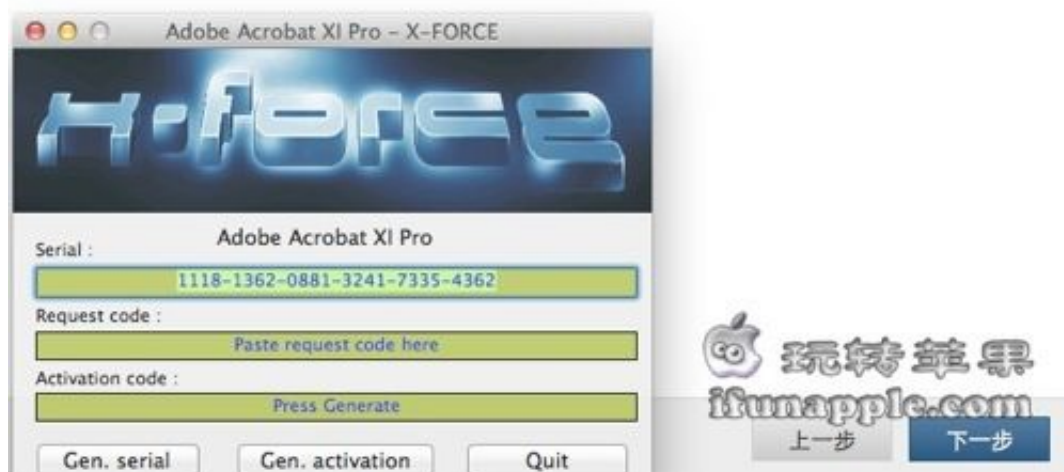 Adobe Acrobat XI Pro – X-FORCE
x-force
Adobe Acrobat XI Pro
Serial :
1118-1362-0881-3241-7335-4362
Request code :
Paste request code here
Activation code :
Press Generate
Gen. serial
Gen. activation
Quit
玩转苹果
ifunapple.com
上一步
下一步